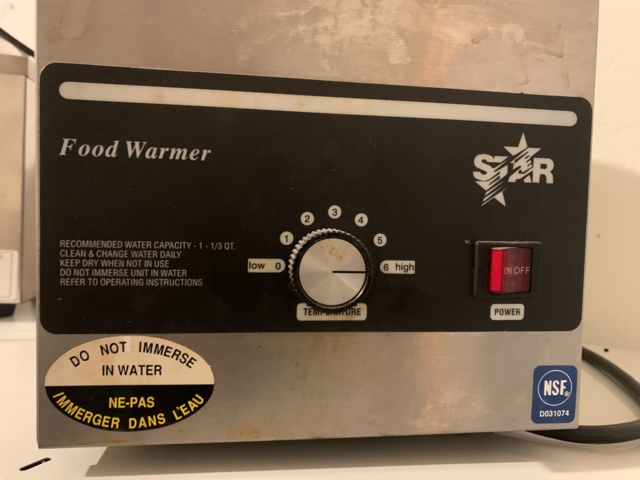 Food Warmer
STAR
RECOMMENDED WATER CAPACITY - 1 - 1/3 QT.
CLEAN & CHANGE WATER DAILY
KEEP DRY WHEN NOT IN USE
DO NOT IMMERSE UNIT IN WATER
REFER TO OPERATING INSTRUCTIONS
low 0 1 2 3 4 5 6 high
TEMPERATURE
ON OFF
POWER
DO NOT IMMERSE
IN WATER
NE-PAS
IMMERGER DANS L'EAU
NSF®
D031074